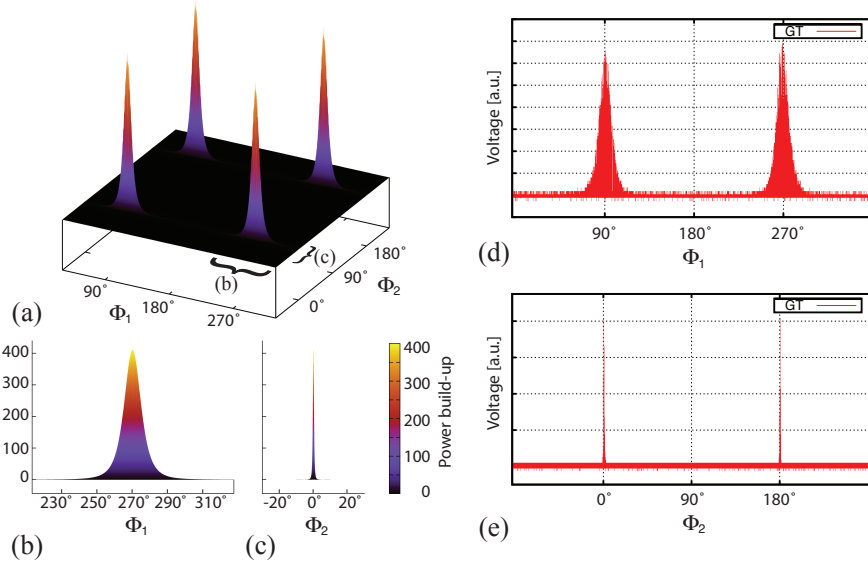 90˚
180˚
270˚
Φ1
0˚
90˚
180˚
Φ2
(b)
(c)
(a)
400
300
200
100
0
230˚ 250˚ 270˚ 290˚ 310˚
Φ1
(b)
-20˚ 0˚ 20˚
Φ2
(c)
400
300
200
100
0
Power build-up
GT
Voltage [a.u.]
90˚ 180˚ 270˚
Φ1
(d)
GT
Voltage [a.u.]
0˚ 90˚ 180˚
Φ2
(e)